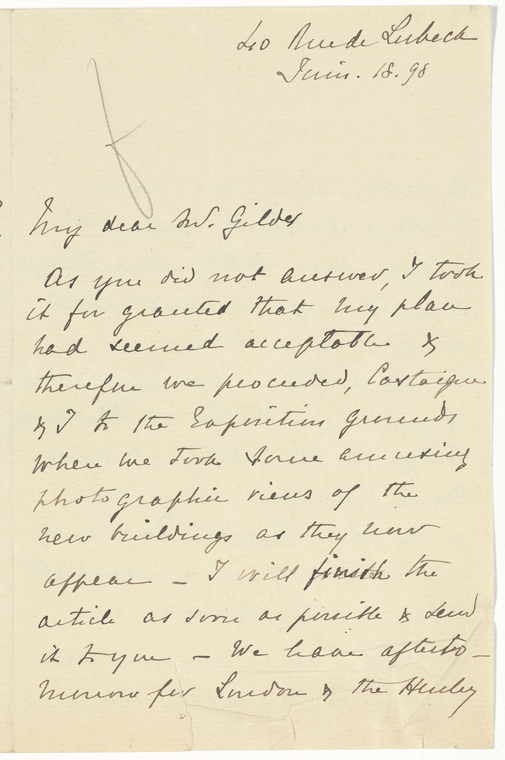 40 Rue de Lubeck
Juin. 18. 98
My dear Mr. Gilder
As you did not answer, I took
it for granted that my plan
had seemed acceptable &
therefore we proceeded, Castaigne
& I to the Exposition grounds
where we took some amusing
photographic views of the
new buildings as they now
appear — I will finish the
article as soon as possible & send
it to you — We leave after to-
morrow for London & the Henley